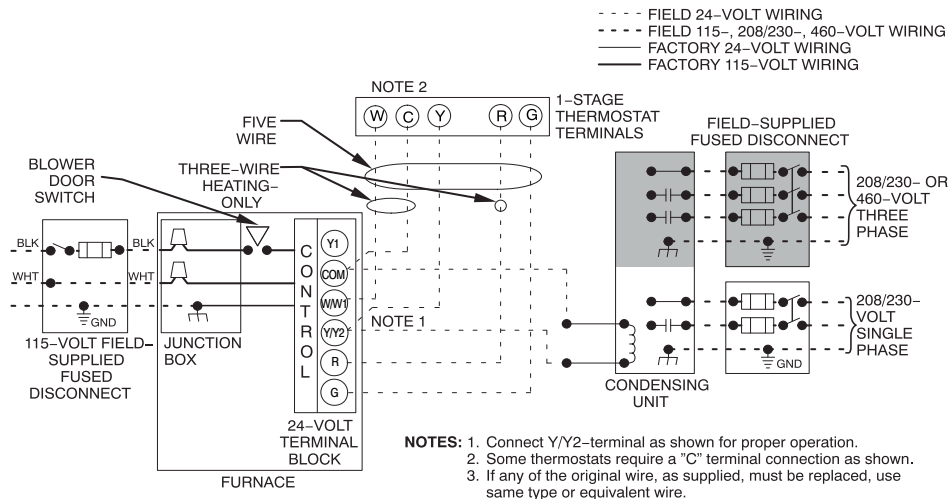 FIELD 24-VOLT WIRING
FIELD 115-, 208/230-, 460-VOLT WIRING
FACTORY 24-VOLT WIRING
FACTORY 115-VOLT WIRING
NOTE 2
W C Y R G
1-STAGE
THERMOSTAT
TERMINALS
FIVE
WIRE
THREE-WIRE
HEATING-
ONLY
BLOWER
DOOR
SWITCH
FIELD-SUPPLIED
FUSED DISCONNECT
208/230- OR
460-VOLT
THREE
PHASE
BLK
BLK
WHT
WHT
GND
CONTROL
Y1
COM
W/W1
Y/Y2
R
G
NOTE 1
208/230-
VOLT
SINGLE
PHASE
GND
115-VOLT FIELD-
SUPPLIED
FUSED
DISCONNECT
JUNCTION
BOX
24-VOLT
TERMINAL
BLOCK
FURNACE
CONDENSING
UNIT
NOTES: 1. Connect Y/Y2-terminal as shown for proper operation.
2. Some thermostats require a "C" terminal connection as shown.
3. If any of the original wire, as supplied, must be replaced, use
same type or equivalent wire.